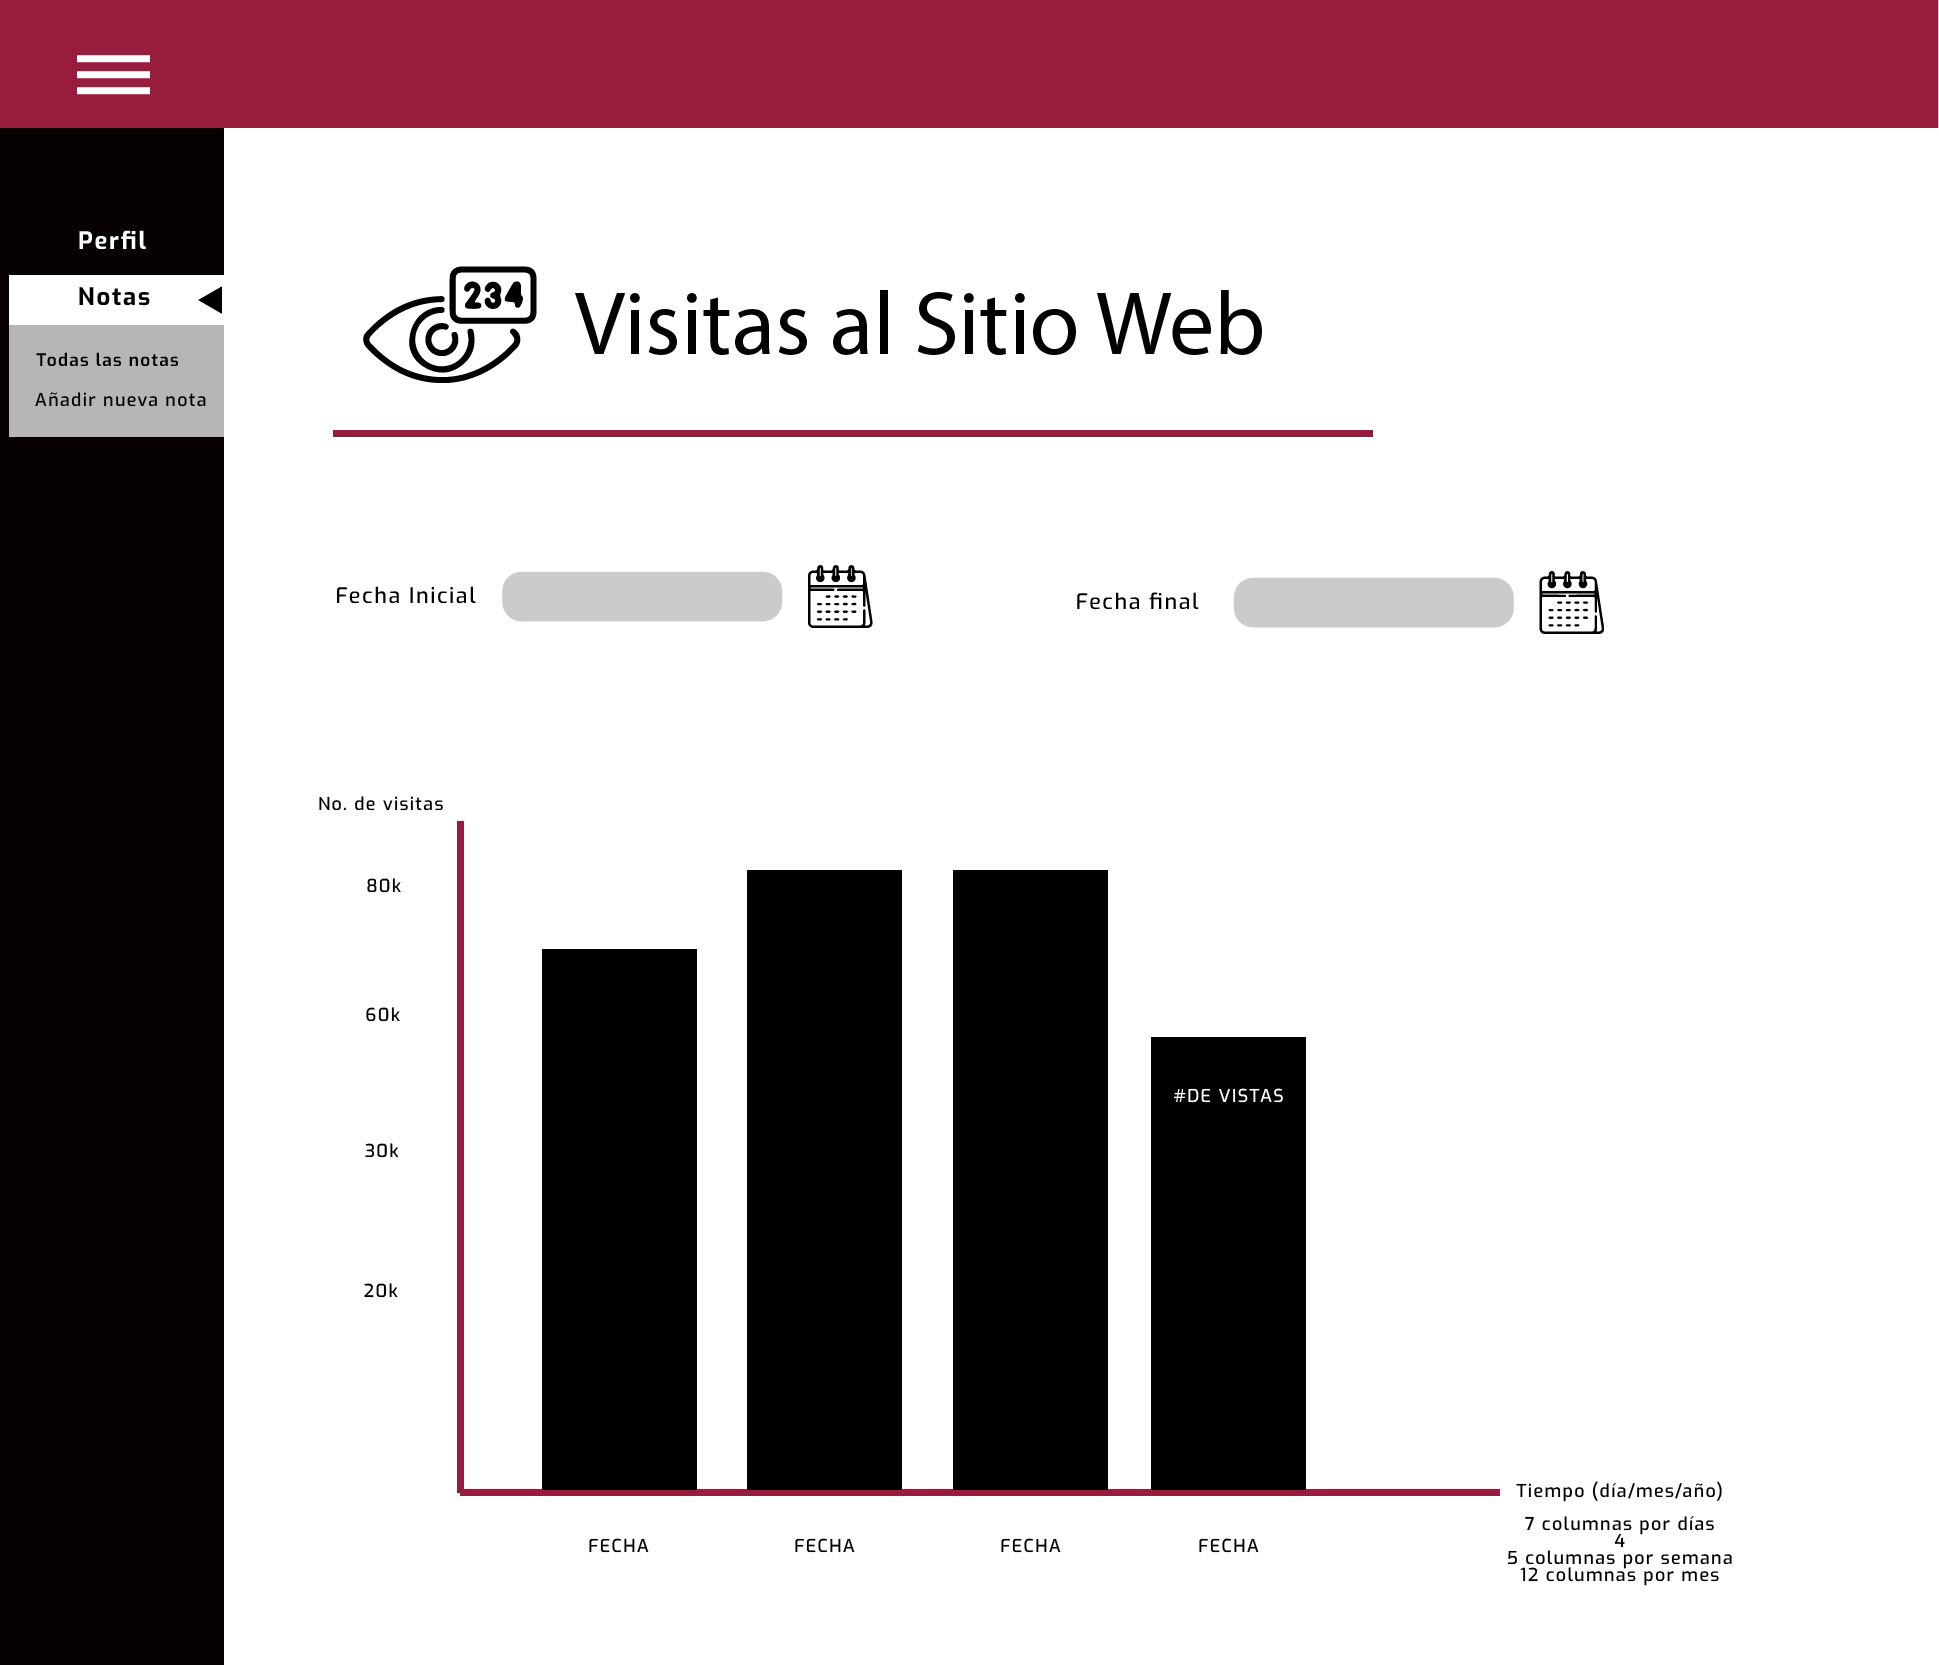 Perfil
Notas
Todas las notas
Añadir nueva nota
234
Visitas al Sitio Web
Fecha Inicial
Fecha final
No. de visitas
80k
60k
30k
20k
#DE VISTAS
FECHA
FECHA
FECHA
FECHA
Tiempo (día/mes/año)
7 columnas por días
4
5 columnas por semana
12 columnas por mes